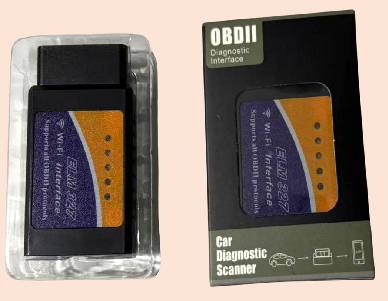 Wi-Fi Interface
Supports all OBDII protocols
ELM 327
OBDII
Diagnostic
Interface
Wi-Fi Interface
Supports all OBDII protocols
ELM 327
Car
Diagnostic
Scanner